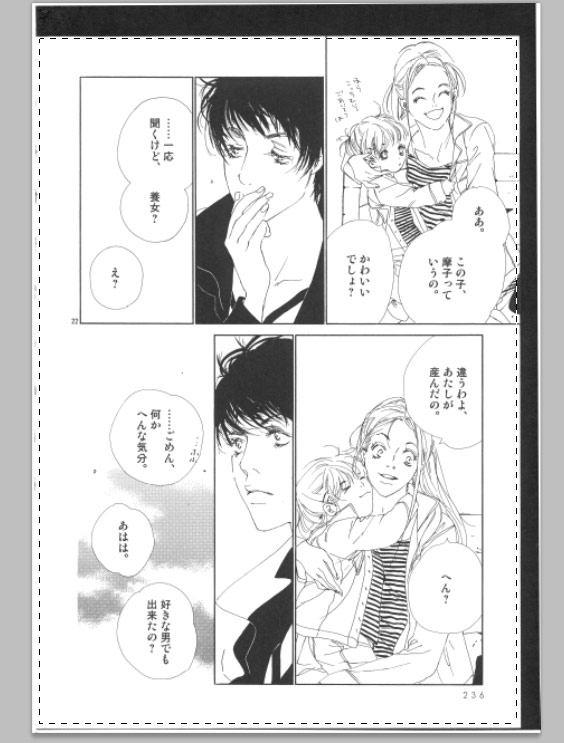 ああ。
この子、
摩子って
いうの。
かわいい
でしょ？
……一応
聞くけど、
養女？
え？
22
違うわよ、
あたしが
産んだの。
へん？
…ふふ
……ごめん、
何か
へんな気分。
あはは。
好きな男でも
出来たの？
236